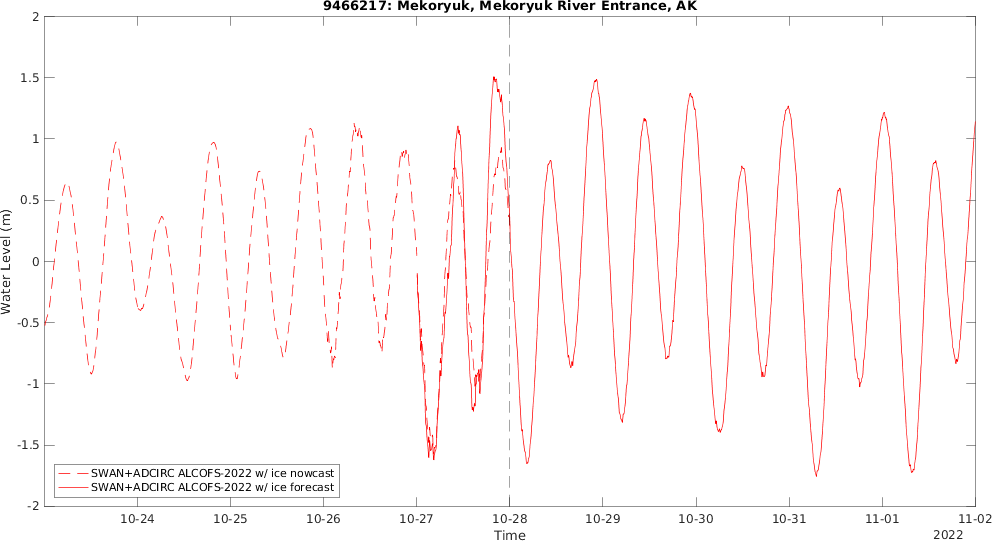 9466217: Mekoryuk, Mekoryuk River Entrance, AK
2
1.5
1
0.5
0
-0.5
-1
-1.5
-2
Water Level (m)
SWAN+ADCIRC ALCOFS-2022 w/ ice nowcast
SWAN+ADCIRC ALCOFS-2022 w/ ice forecast
10-24 10-25 10-26 10-27 10-28 10-29 10-30 10-31 11-01 11-02
Time
2022